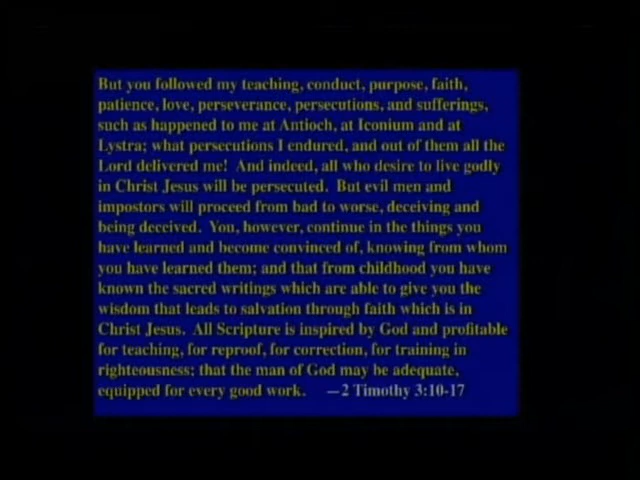 But you followed my teaching, conduct, purpose, faith,
patience, love, perseverance, persecutions, and sufferings,
such as happened to me at Antioch, at Iconium and at
Lystra; what persecutions I endured, and out of them all the
Lord delivered me! And indeed, all who desire to live godly
in Christ Jesus will be persecuted. But evil men and
impostors will proceed from bad to worse, deceiving and
being deceived. You, however, continue in the things you
have learned and become convinced of, knowing from whom
you have learned them; and that from childhood you have
known the sacred writings which are able to give you the
wisdom that leads to salvation through faith which is in
Christ Jesus. All Scripture is inspired by God and profitable
for teaching, for reproof, for correction, for training in
righteousness; that the man of God may be adequate,
equipped for every good work. —2 Timothy 3:10-17